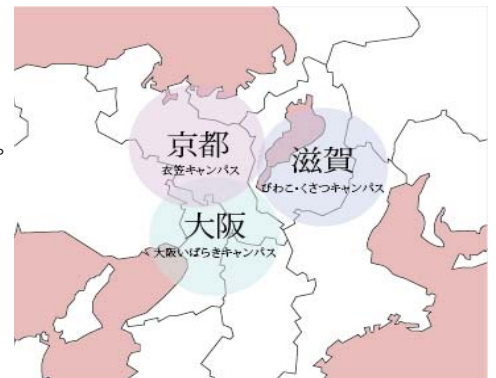 。
京都
衣笠キャンパス
滋賀
びわこ・くさつキャンパス
大阪
大阪いばらきキャンパス